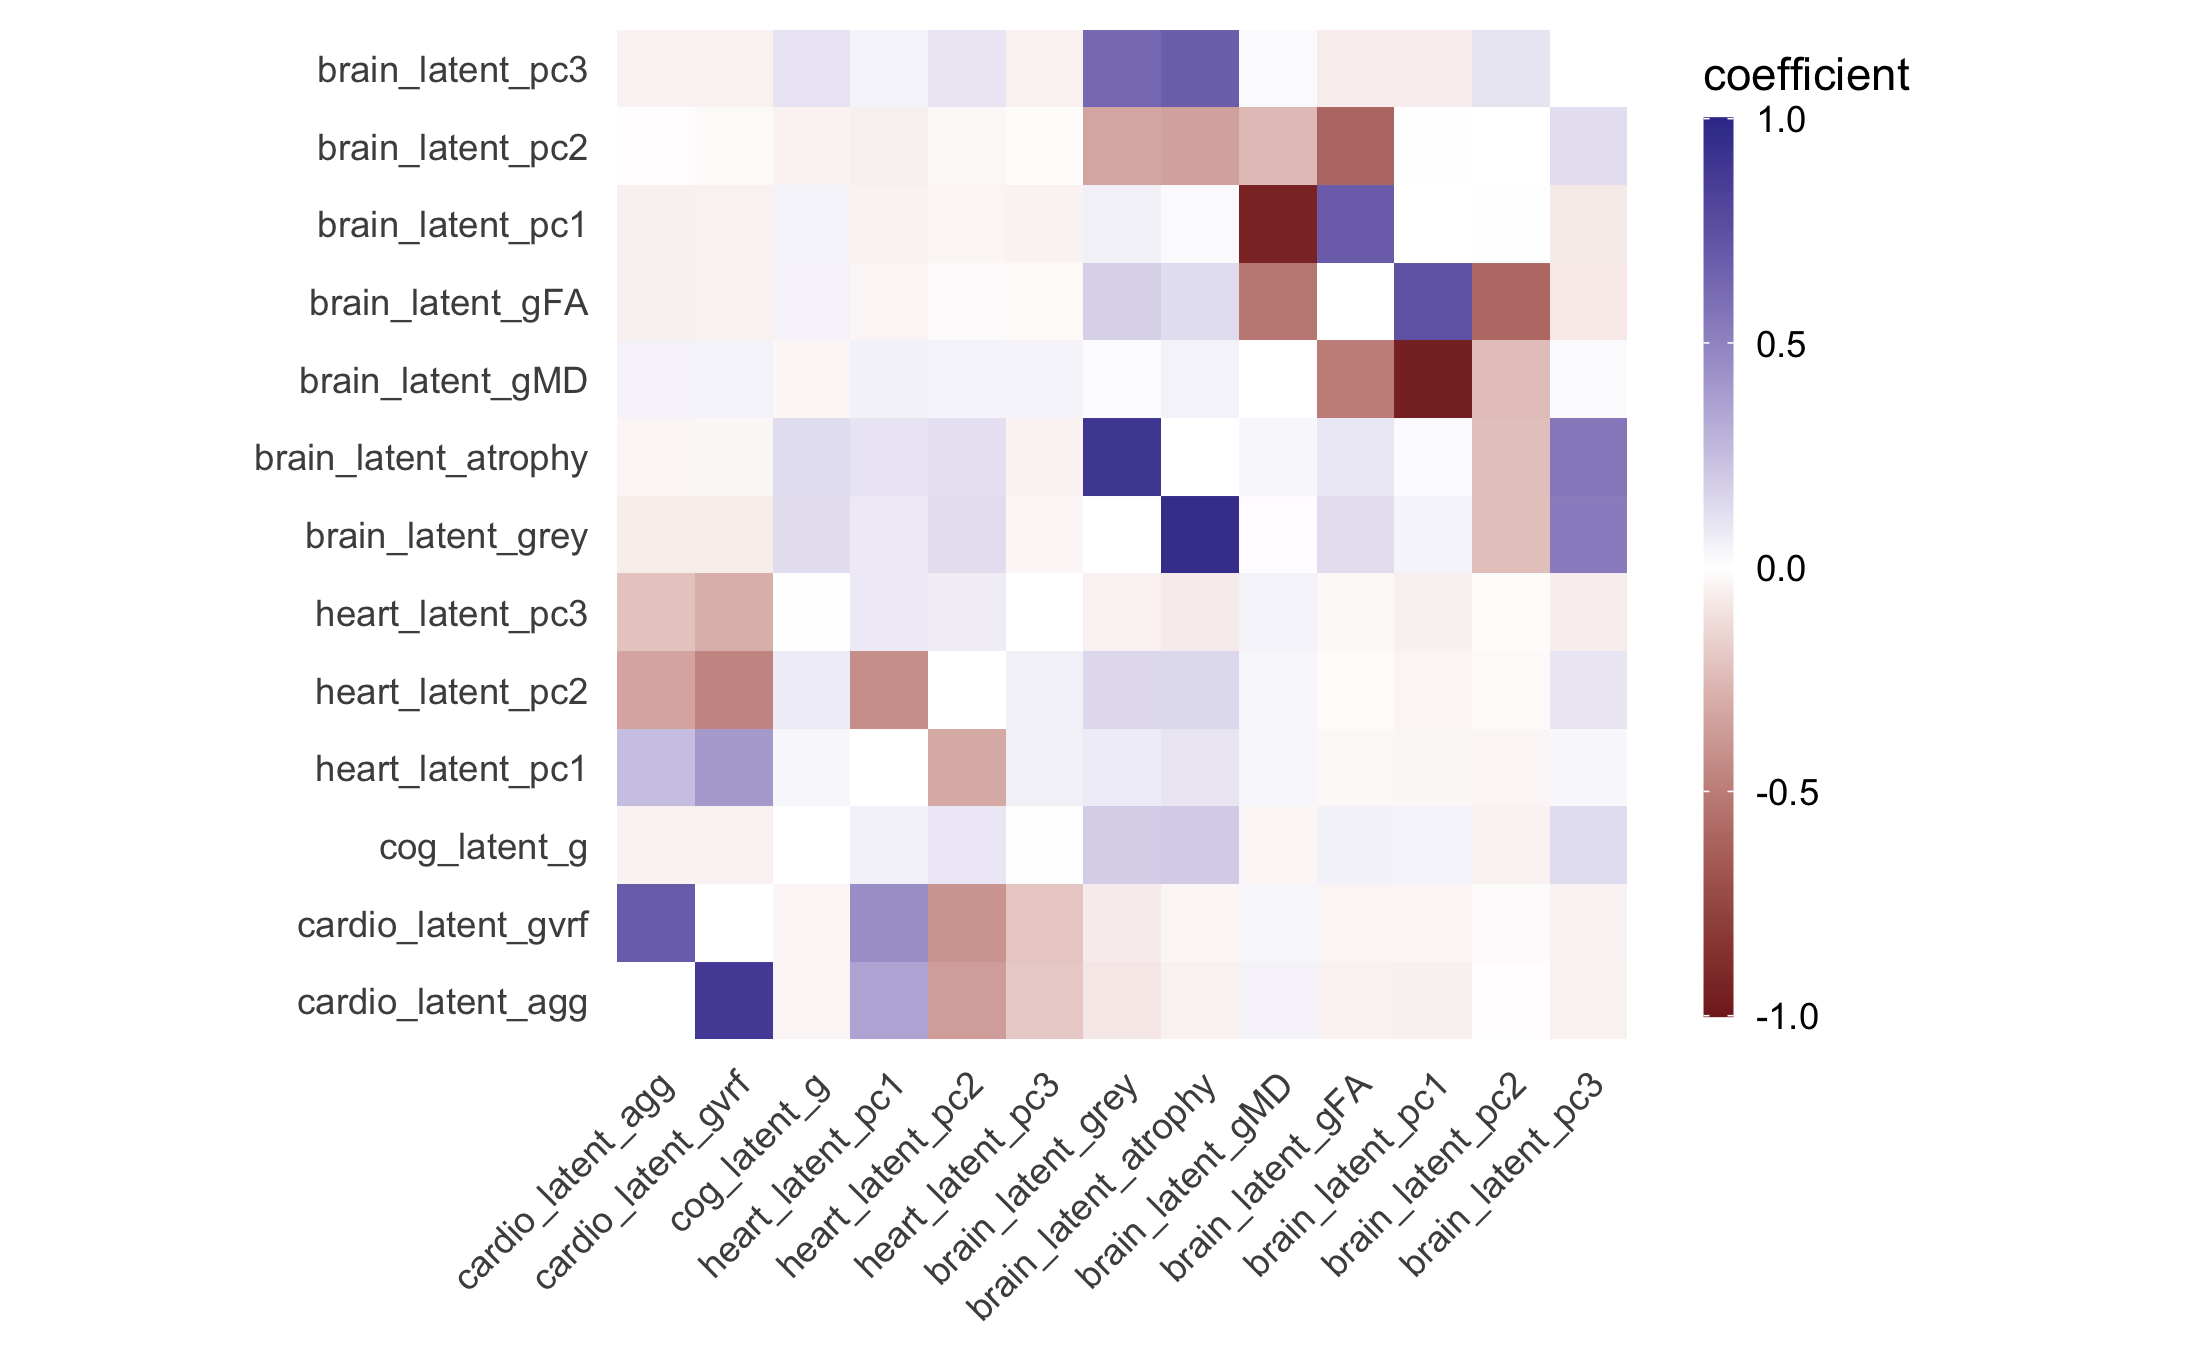 brain_latent_pc3
brain_latent_pc2
brain_latent_pc1
brain_latent_gFA
brain_latent_gMD
brain_latent_atrophy
brain_latent_grey
heart_latent_pc3
heart_latent_pc2
heart_latent_pc1
cog_latent_g
cardio_latent_gvrf
cardio_latent_agg
cardio_latent_agg
cardio_latent_gvrf
cog_latent_g
heart_latent_pc1
heart_latent_pc2
heart_latent_pc3
brain_latent_grey
brain_latent_atrophy
brain_latent_gMD
brain_latent_gFA
brain_latent_pc1
brain_latent_pc2
brain_latent_pc3
coefficient
1.0
0.5
0.0
-0.5
-1.0